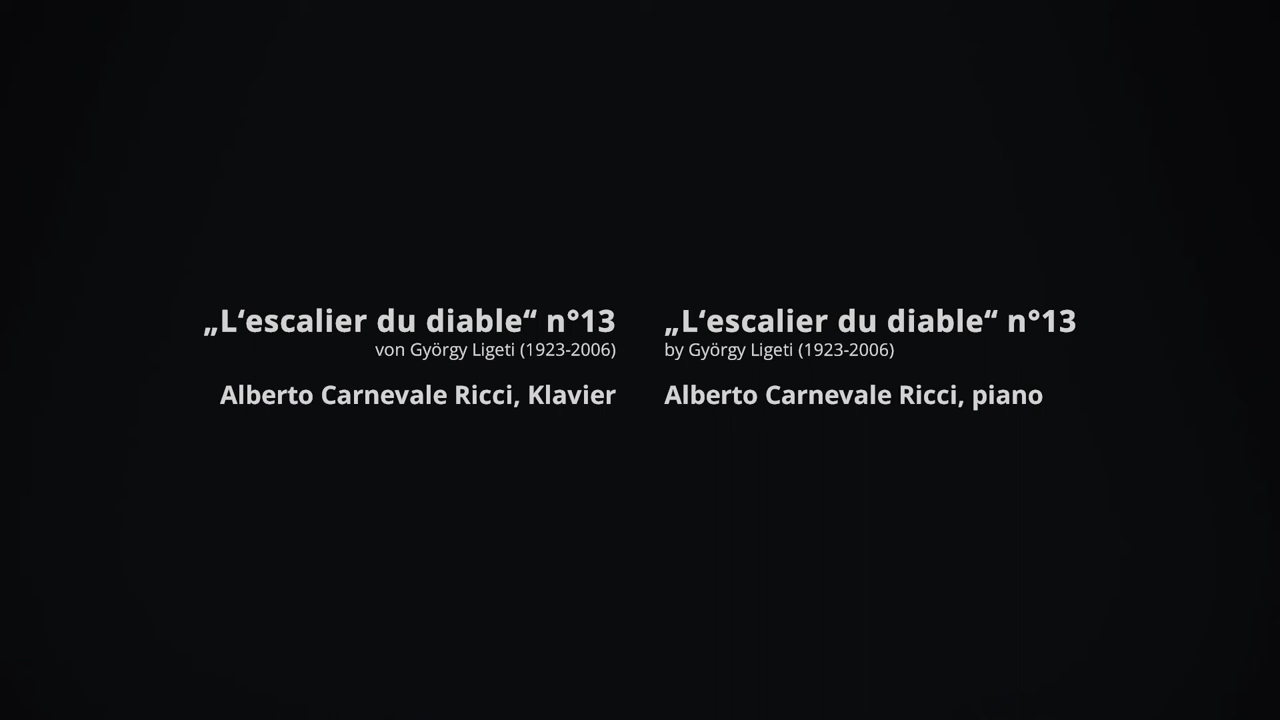 „L‘escalier du diable“ n°13
von György Ligeti (1923-2006)
Alberto Carnevale Ricci, Klavier
„L‘escalier du diable“ n°13
by György Ligeti (1923-2006)
Alberto Carnevale Ricci, piano